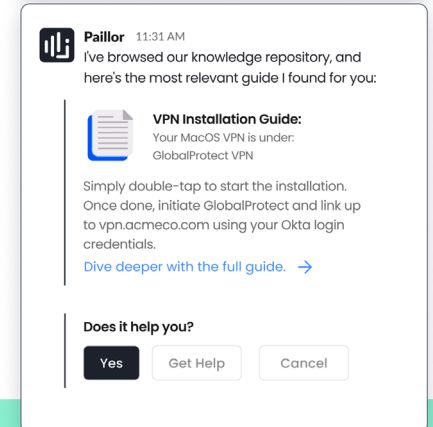 Paillor 11:31 AM
I've browsed our knowledge repository, and
here's the most relevant guide I found for you:
VPN Installation Guide:
Your MacOS VPN is under:
GlobalProtect VPN
Simply double-tap to start the installation.
Once done, initiate GlobalProtect and link up
to vpn.acmeco.com using your Okta login
credentials.
Dive deeper with the full guide. →
Does it help you?
Yes Get Help Cancel